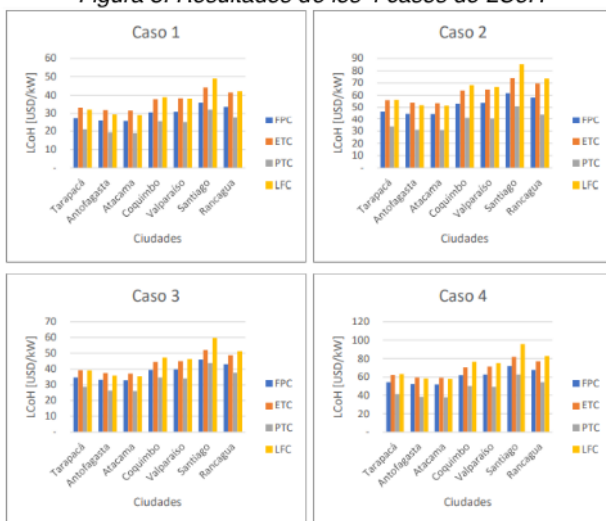 Figura 3. Resultados de los 4 casos de LCoH
Caso 1
LCoH [USD/kW]
60
50
40
30
20
10
-
Tarapacá
Antofagasta
Atacama
Coquimbo
Valparaíso
Santiago
Rancagua
Ciudades
FPC
ETC
PTC
LFC
Caso 2
LCoH [USD/kW]
90
80
70
60
50
40
30
20
10
-
Tarapacá
Antofagasta
Atacama
Coquimbo
Valparaíso
Santiago
Rancagua
Ciudades
FPC
ETC
PTC
LFC
Caso 3
LCoH [USD/kW]
70
60
50
40
30
20
10
-
Tarapacá
Antofagasta
Atacama
Coquimbo
Valparaíso
Santiago
Rancagua
Ciudades
FPC
ETC
PTC
LFC
Caso 4
LCoH [USD/kW]
120
100
80
60
40
20
-
Tarapacá
Antofagasta
Atacama
Coquimbo
Valparaíso
Santiago
Rancagua
Ciudades
FPC
ETC
PTC
LFC